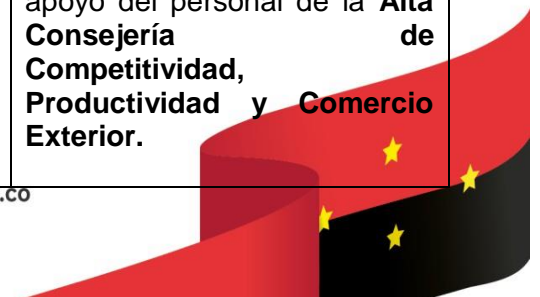 apoyo del personal de la Alta
Consejería de
Competitividad,
Productividad y Comercio
Exterior.
.co